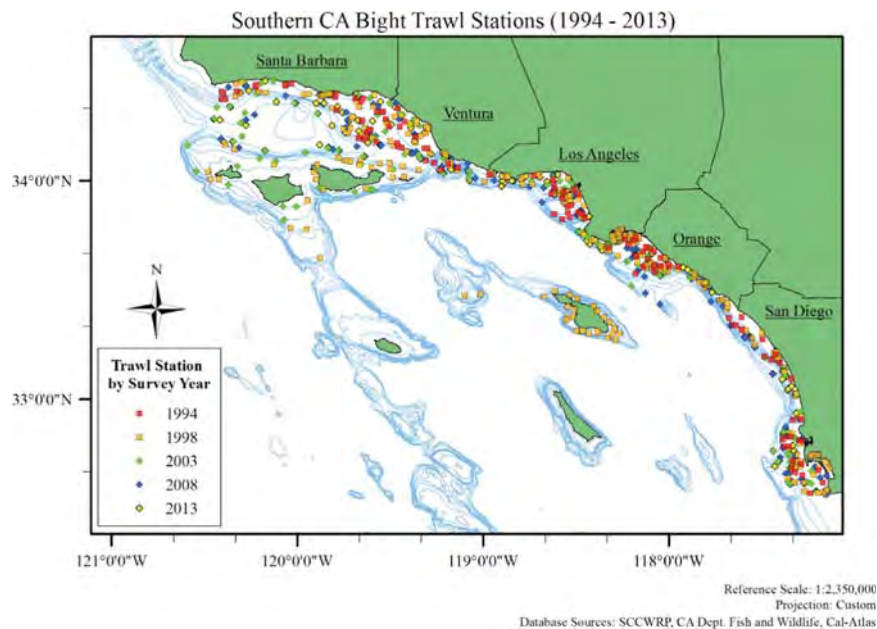 Southern CA Bight Trawl Stations (1994 - 2013)
Santa Barbara
Ventura
Los Angeles
Orange
San Diego
34°0'0"N
33°0'0"N
N
Trawl Station
by Survey Year
1994
1998
2003
2008
2013
121°0'0"W
120°0'0"W
119°0'0"W
118°0'0"W
Reference Scale: 1:2,350,000
Projection: Custom
Database Sources: SCCWRP, CA Dept. Fish and Wildlife, Cal-Atlas